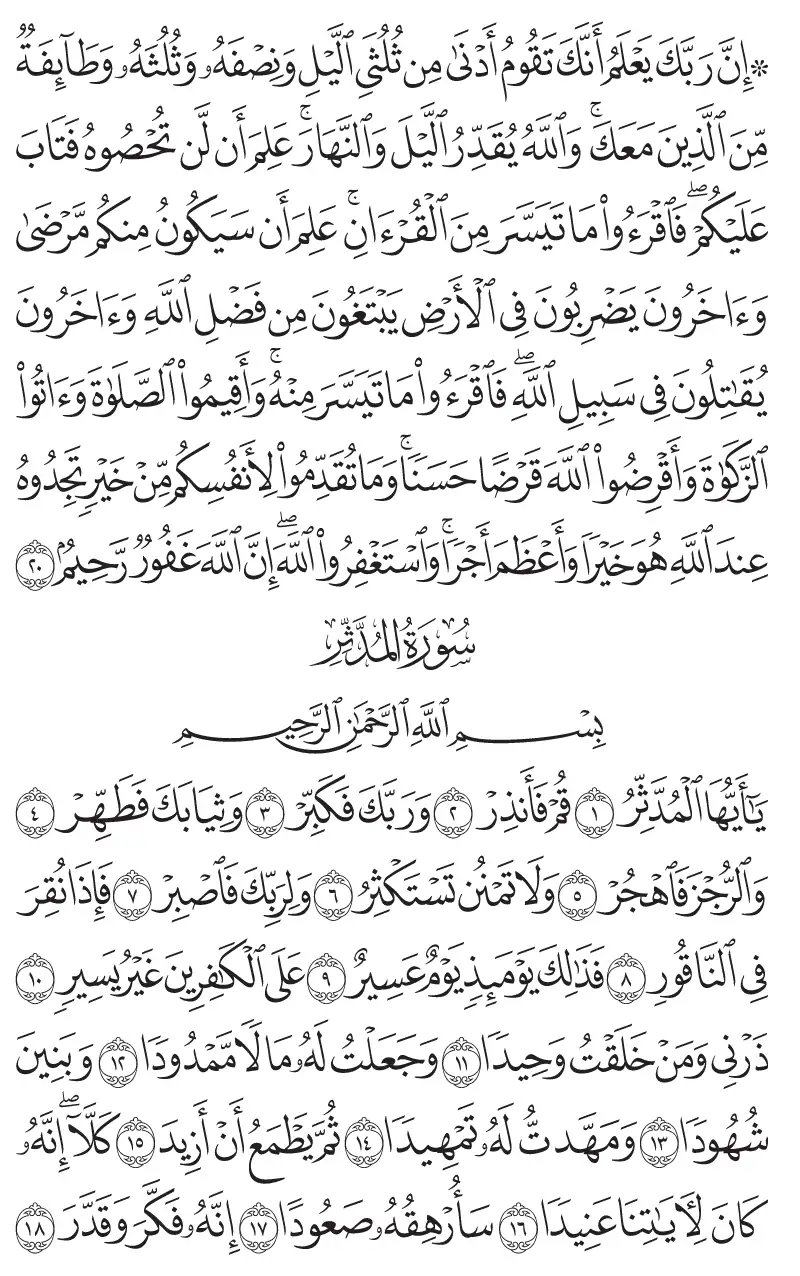 ۞ إِنَّ رَبَّكَ يَعْلَمُ أَنَّكَ تَقُومُ أَدْنَىٰ مِن ثُلُثَىِ ٱلَّيْلِ وَنِصْفَهُۥ وَثُلُثَهُۥ وَطَآئِفَةٌ
مِّنَ ٱلَّذِينَ مَعَكَ ۚ وَٱللَّهُ يُقَدِّرُ ٱلَّيْلَ وَٱلنَّهَارَ ۚ عَلِمَ أَن لَّن تُحْصُوهُ فَتَابَ
عَلَيْكُمْ ۖ فَٱقْرَءُوا۟ مَا تَيَسَّرَ مِنَ ٱلْقُرْءَانِ ۚ عَلِمَ أَن سَيَكُونُ مِنكُم مَّرْضَىٰ
وَءَاخَرُونَ يَضْرِبُونَ فِى ٱلْأَرْضِ يَبْتَغُونَ مِن فَضْلِ ٱللَّهِ وَءَاخَرُونَ
يُقَٰتِلُونَ فِى سَبِيلِ ٱللَّهِ ۖ فَٱقْرَءُوا۟ مَا تَيَسَّرَ مِنْهُ ۚ وَأَقِيمُوا۟ ٱلصَّلَوٰةَ وَءَاتُوا۟
ٱلزَّكَوٰةَ وَأَقْرِضُوا۟ ٱللَّهَ قَرْضًا حَسَنًا ۚ وَمَا تُقَدِّمُوا۟ لِأَنفُسِكُم مِّنْ خَيْرٍ تَجِدُوهُ
عِندَ ٱللَّهِ هُوَ خَيْرًا وَأَعْظَمَ أَجْرًا ۚ وَٱسْتَغْفِرُوا۟ ٱللَّهَ ۖ إِنَّ ٱللَّهَ غَفُورٌ رَّحِيمٌۢ ٢٠
سُورَةُ المُدَّثِّرِ
بِسْمِ ٱللَّهِ ٱلرَّحْمَٰنِ ٱلرَّحِيمِ
يَٰٓأَيُّهَا ٱلْمُدَّثِّرُ ١ قُمْ فَأَنذِرْ ٢ وَرَبَّكَ فَكَبِّرْ ٣ وَثِيَابَكَ فَطَهِّرْ ٤
وَٱلرُّجْزَ فَٱهْجُرْ ٥ وَلَا تَمْنُن تَسْتَكْثِرُ ٦ وَلِرَبِّكَ فَٱصْبِرْ ٧ فَإِذَا نُقِرَ
فِى ٱلنَّاقُورِ ٨ فَذَٰلِكَ يَوْمَئِذٍ يَوْمٌ عَسِيرٌ ٩ عَلَى ٱلْكَٰفِرِينَ غَيْرُ يَسِيرٍ ١٠
ذَرْنِى وَمَنْ خَلَقْتُ وَحِيدًا ١١ وَجَعَلْتُ لَهُۥ مَالًا مَّمْدُودًا ١٢ وَبَنِينَ
شُهُودًا ١٣ وَمَهَّدتُّ لَهُۥ تَمْهِيدًا ١٤ ثُمَّ يَطْمَعُ أَنْ أَزِيدَ ١٥ كَلَّآ ۖ إِنَّهُۥ
كَانَ لِـَٔايَٰتِنَا عَنِيدًا ١٦ سَأُرْهِقُهُۥ صَعُودًا ١٧ إِنَّهُۥ فَكَّرَ وَقَدَّرَ ١٨